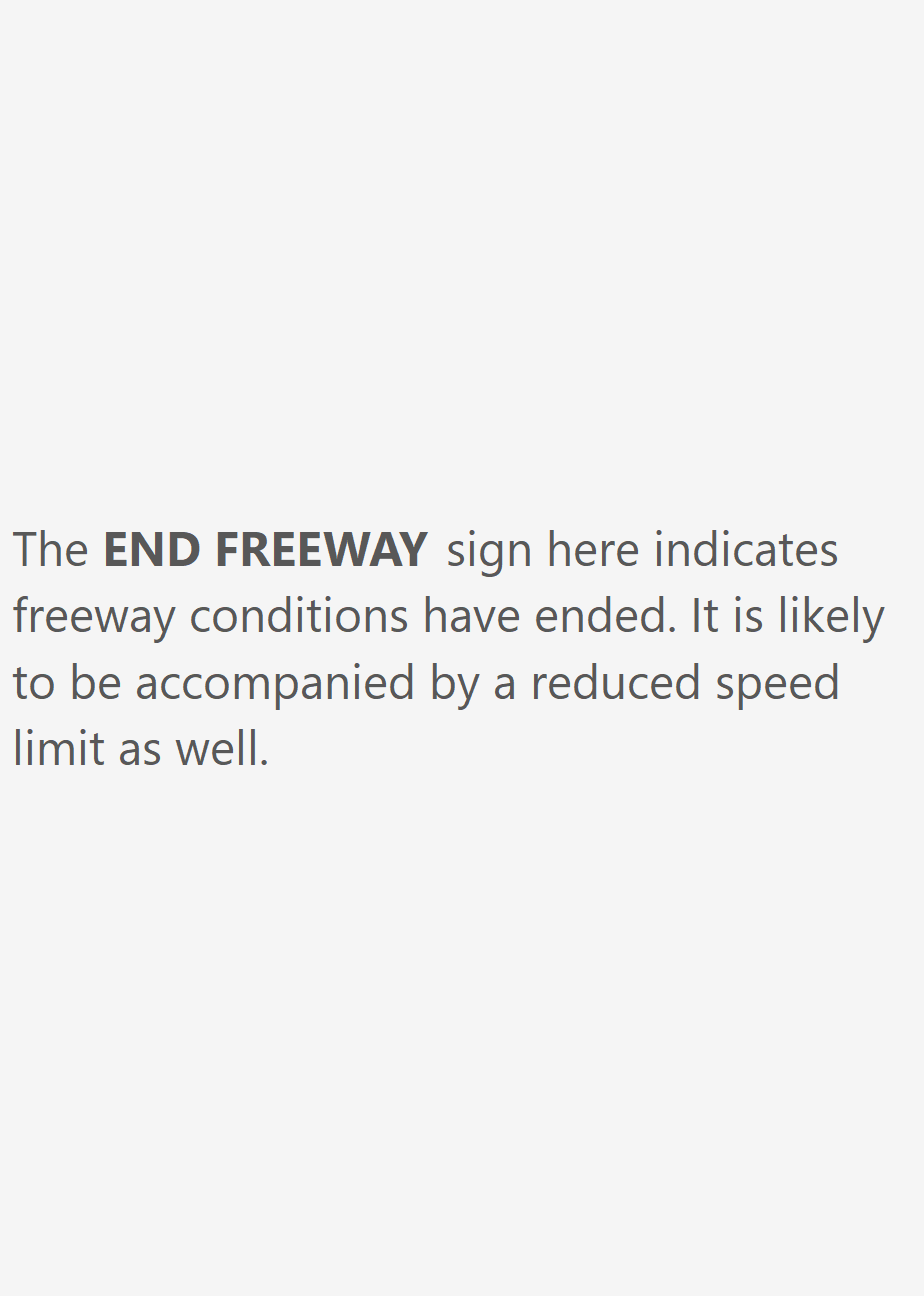 The END FREEWAY sign here indicates
freeway conditions have ended. It is likely
to be accompanied by a reduced speed
limit as well.